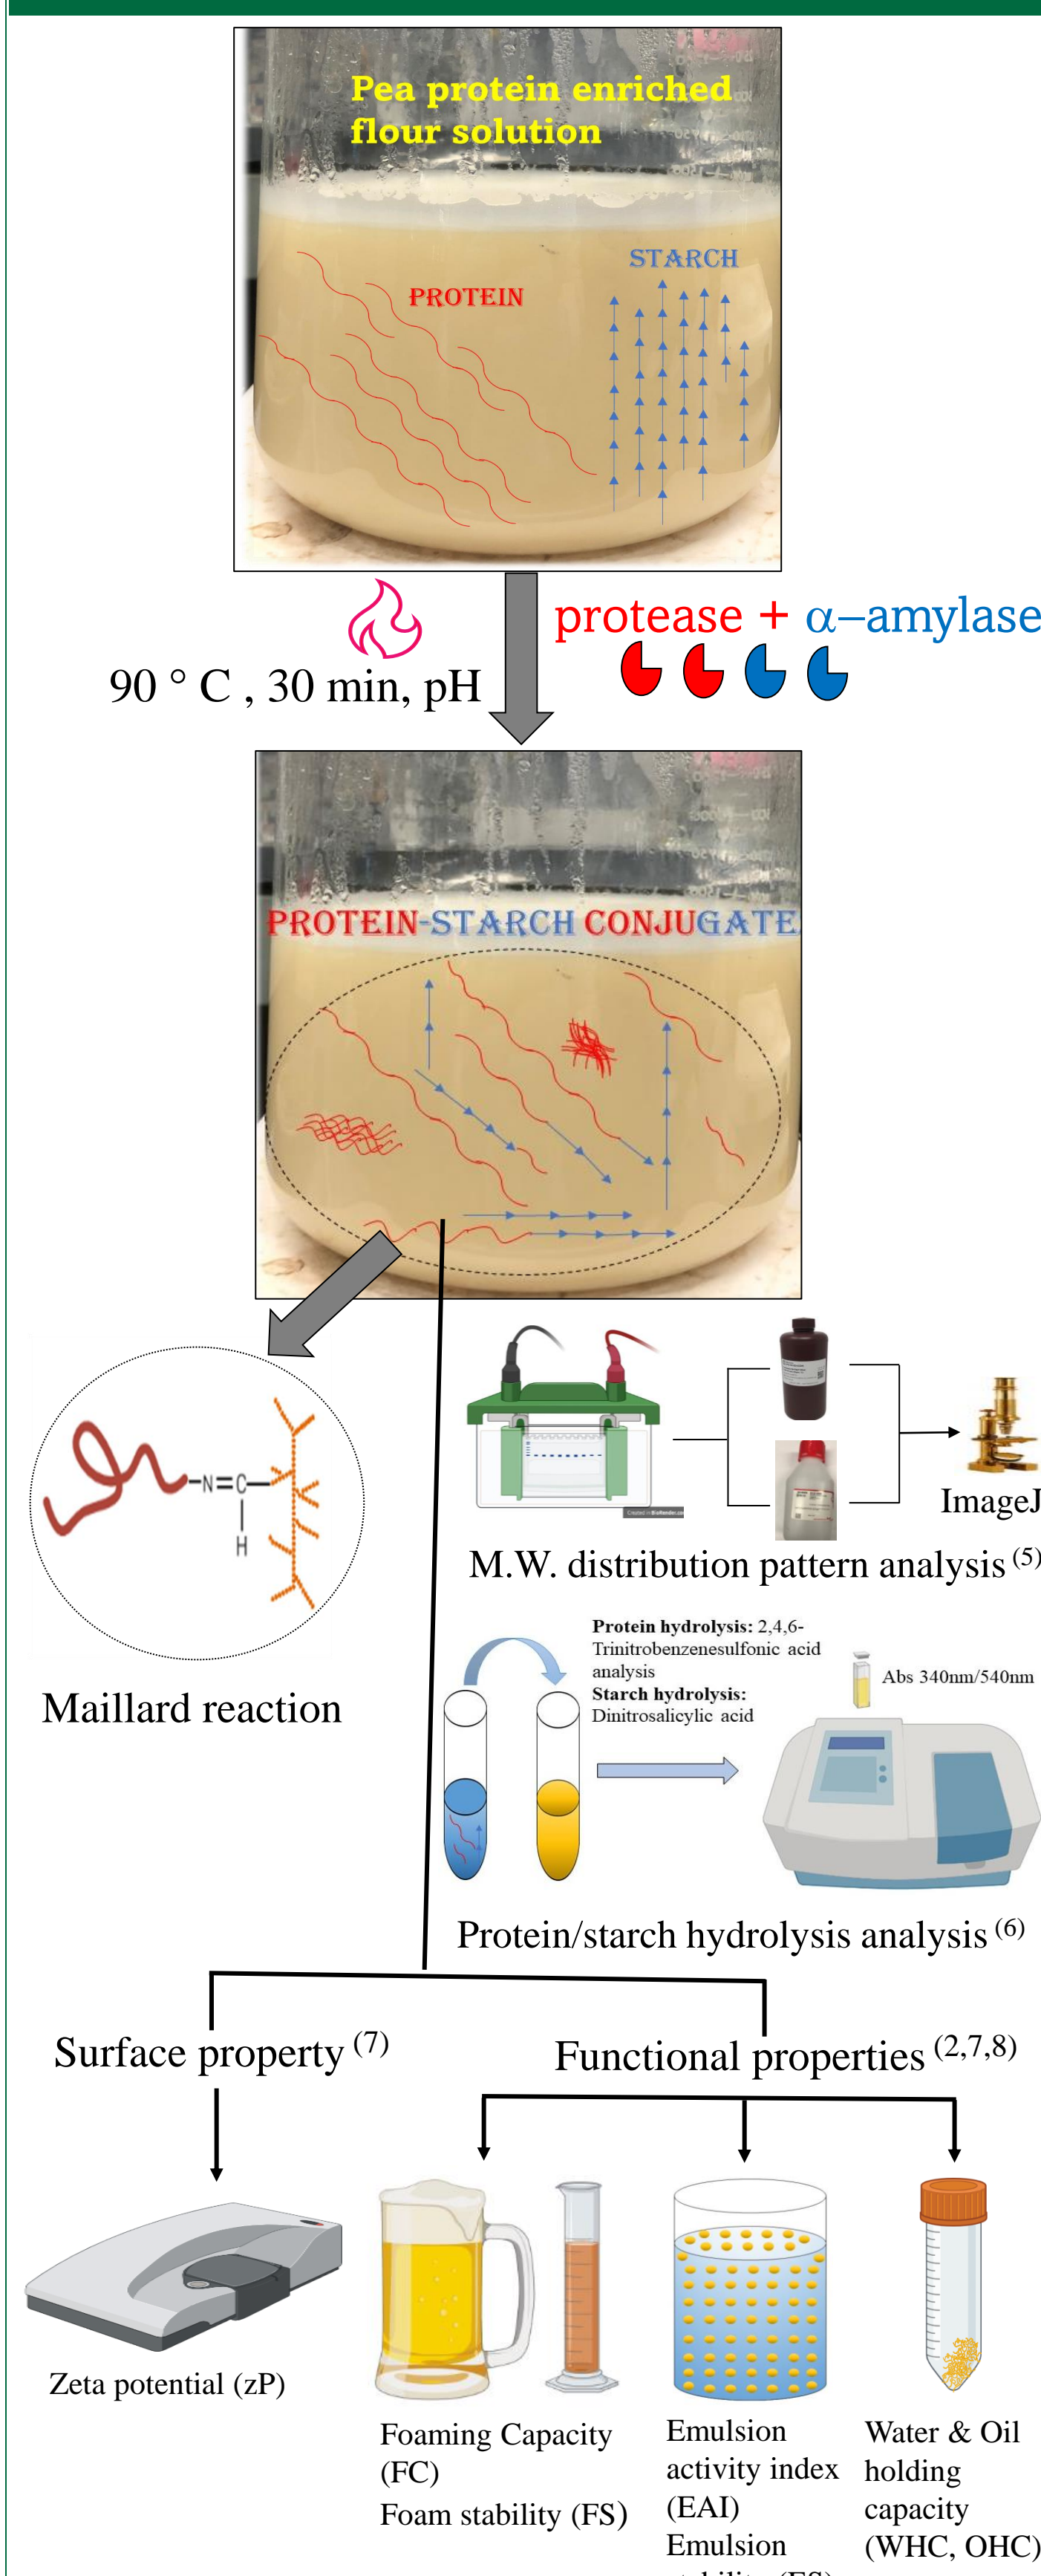 Pea protein enriched
flour solution
STARCH
PROTEIN
protease + α–amylase
90 ° C , 30 min, pH
PROTEIN-STARCH CONJUGATE
N=C
H
Maillard reaction
ImageJ
M.W. distribution pattern analysis (5)
Protein hydrolysis: 2,4,6-
Trinitrobenzenesulfonic acid
analysis
Starch hydrolysis:
Dinitrosalicylic acid
Abs 340nm/540nm
Protein/starch hydrolysis analysis (6)
Surface property (7)
Functional properties (2,7,8)
Zeta potential (zP)
Foaming Capacity
(FC)
Foam stability (FS)
Emulsion
activity index
(EAI)
Emulsion
Water & Oil
holding
capacity
(WHC, OHC)